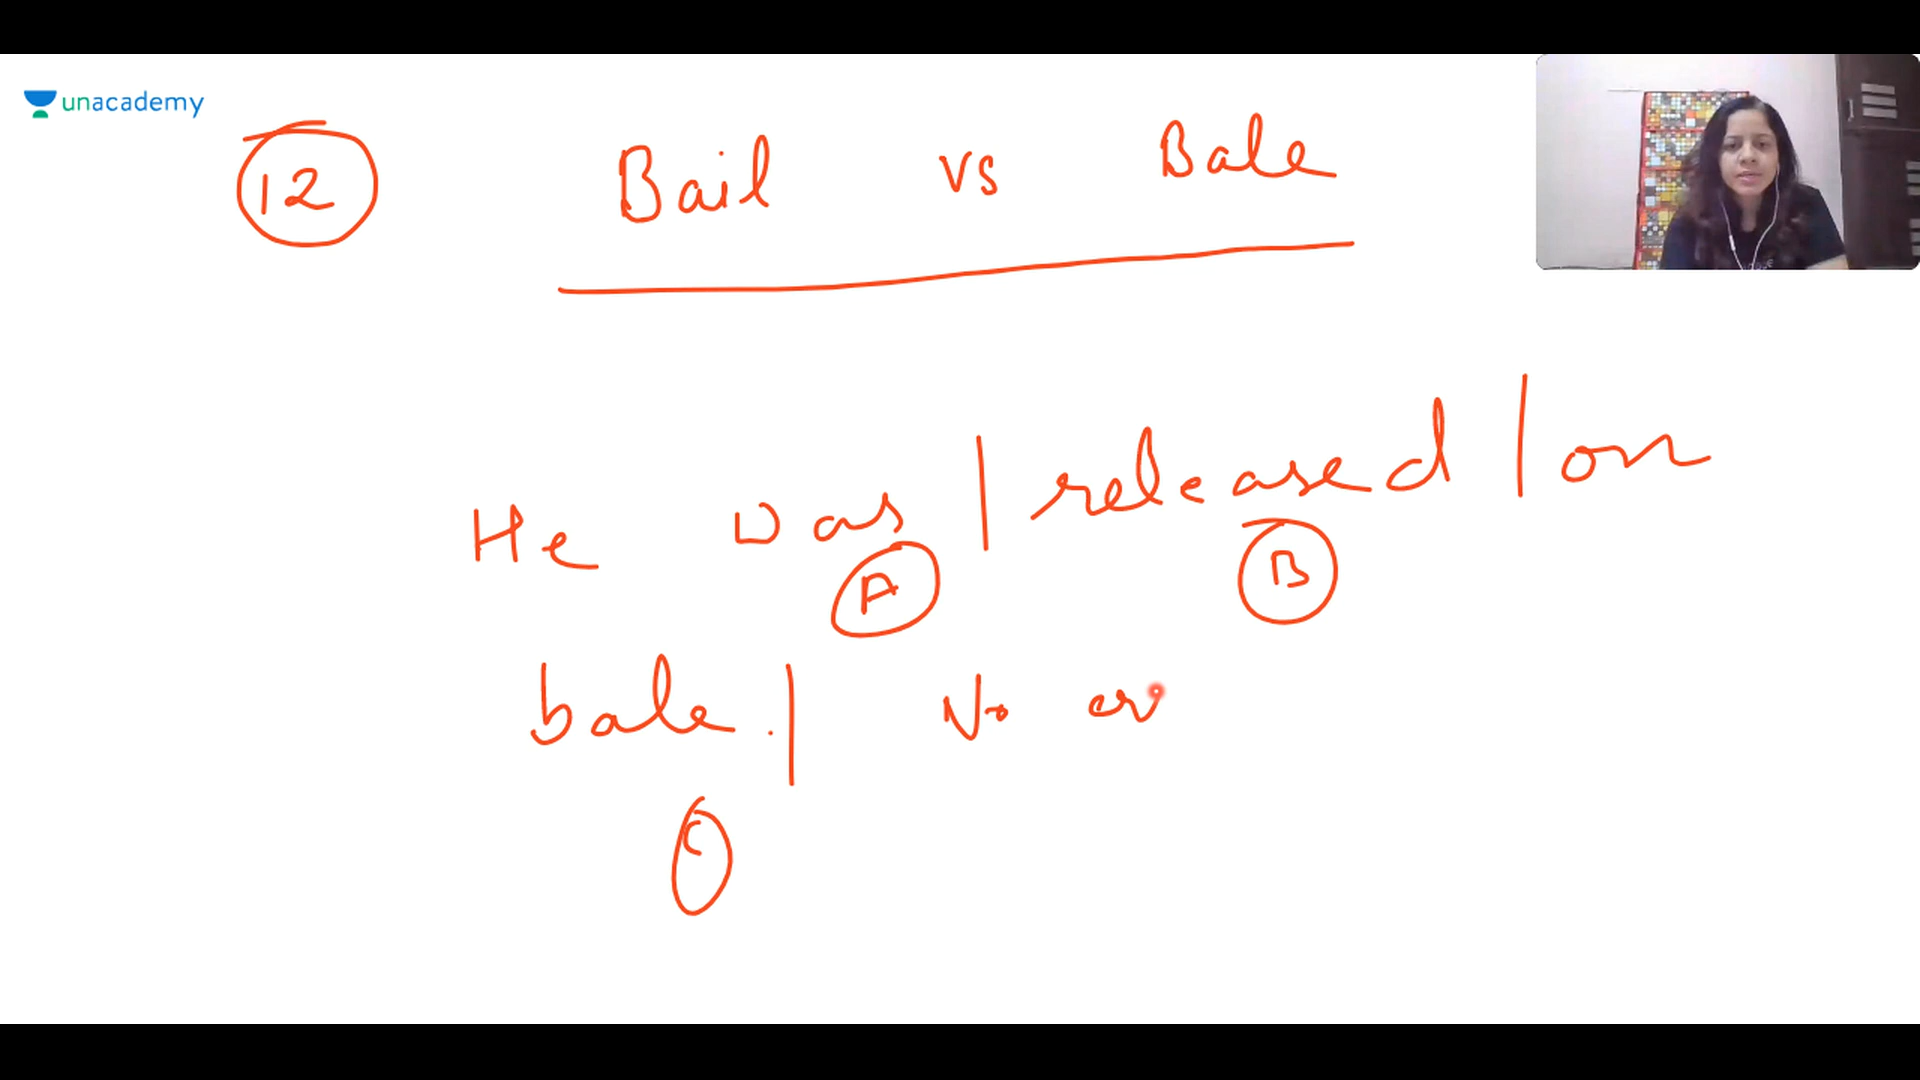 unacademy
12 Bail vs Bale
He was | released | on
A B
bale. | No er
C